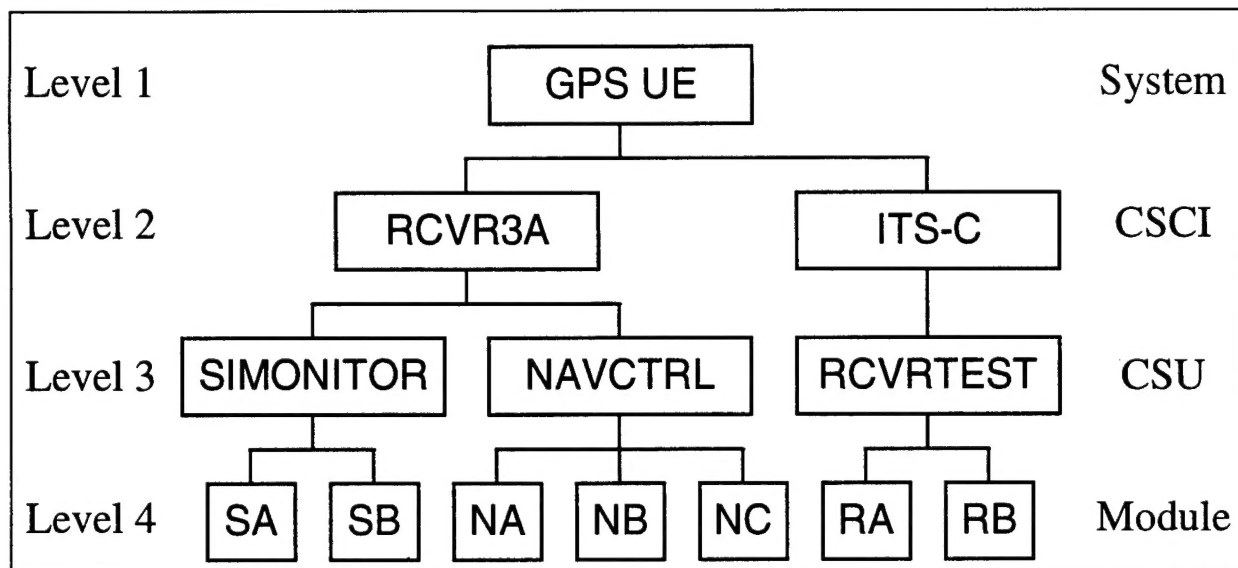 Level 1 GPS UE System
Level 2 RCVR3A ITS-C CSCI
Level 3 SIMONITOR NAVCTRL RCVRTEST CSU
Level 4 SA SB NA NB NC RA RB Module